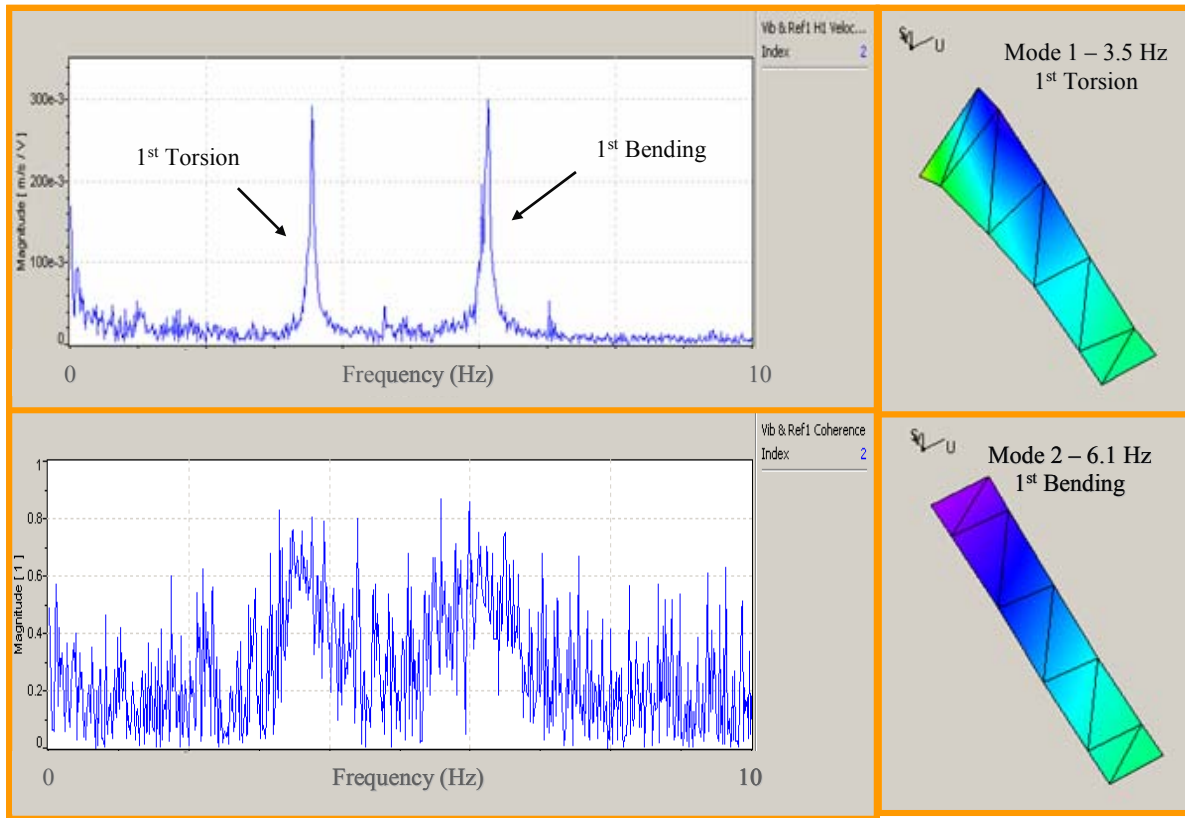 Vib & Ref1 H1 Veloc...
Index 2
Magnitude [ m/s / V ]
300e-3
200e-3
100e-3
0
1st Torsion
1st Bending
0
Frequency (Hz)
10
U
Mode 1 – 3.5 Hz
1st Torsion
Vib & Ref1 Coherence
Index 2
Magnitude [ 1 ]
1
0.8
0.6
0.4
0.2
0
0
Frequency (Hz)
10
U
Mode 2 – 6.1 Hz
1st Bending